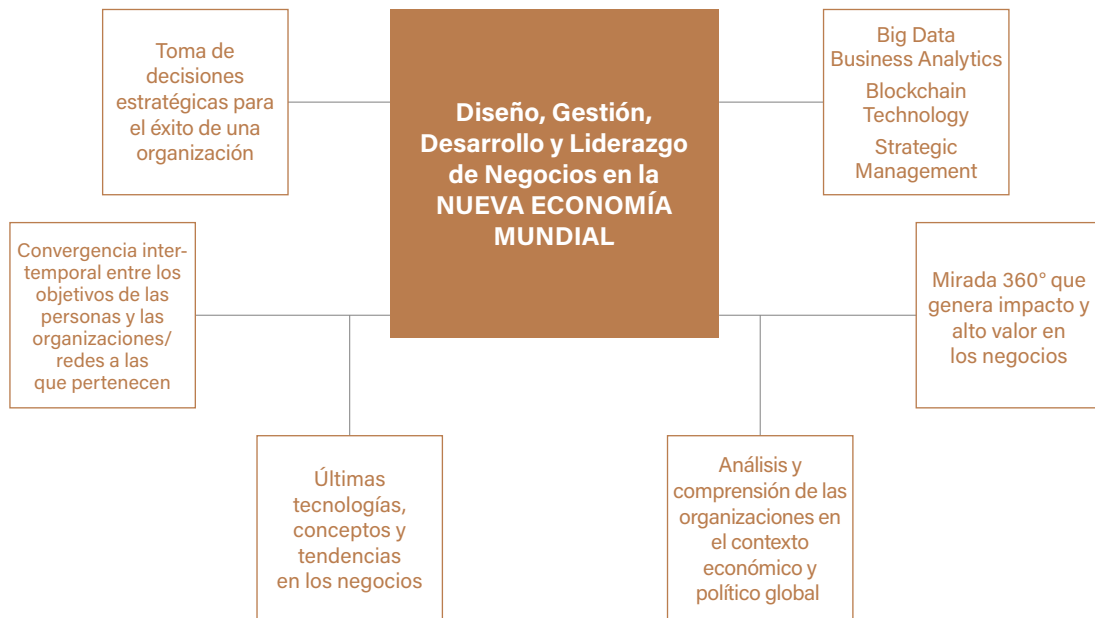 Toma de
decisiones
estratégicas para
el éxito de una
organización
Diseño, Gestión,
Desarrollo y Liderazgo
de Negocios en la
NUEVA ECONOMÍA
MUNDIAL
Big Data
Business Analytics
Blockchain
Technology
Strategic
Management
Convergencia inter-
temporal entre los
objetivos de las
personas y las
organizaciones/
redes a las
que pertenecen
Mirada 360° que
genera impacto y
alto valor en
los negocios
Últimas
tecnologías,
conceptos y
tendencias
en los negocios
Análisis y
comprensión de las
organizaciones en
el contexto
económico y
político global